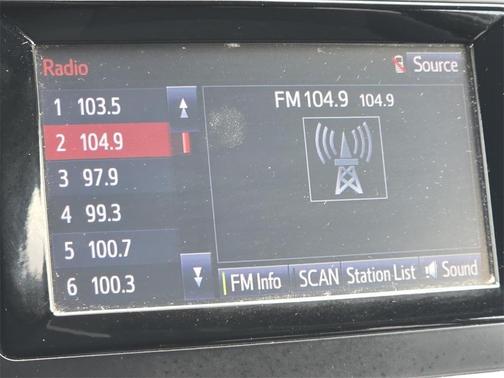 Radio
Source
1 103.5
FM 104.9 104.9
2 104.9
3 97.9
4 99.3
5 100.7
6 100.3
FM Info SCAN Station List Sound